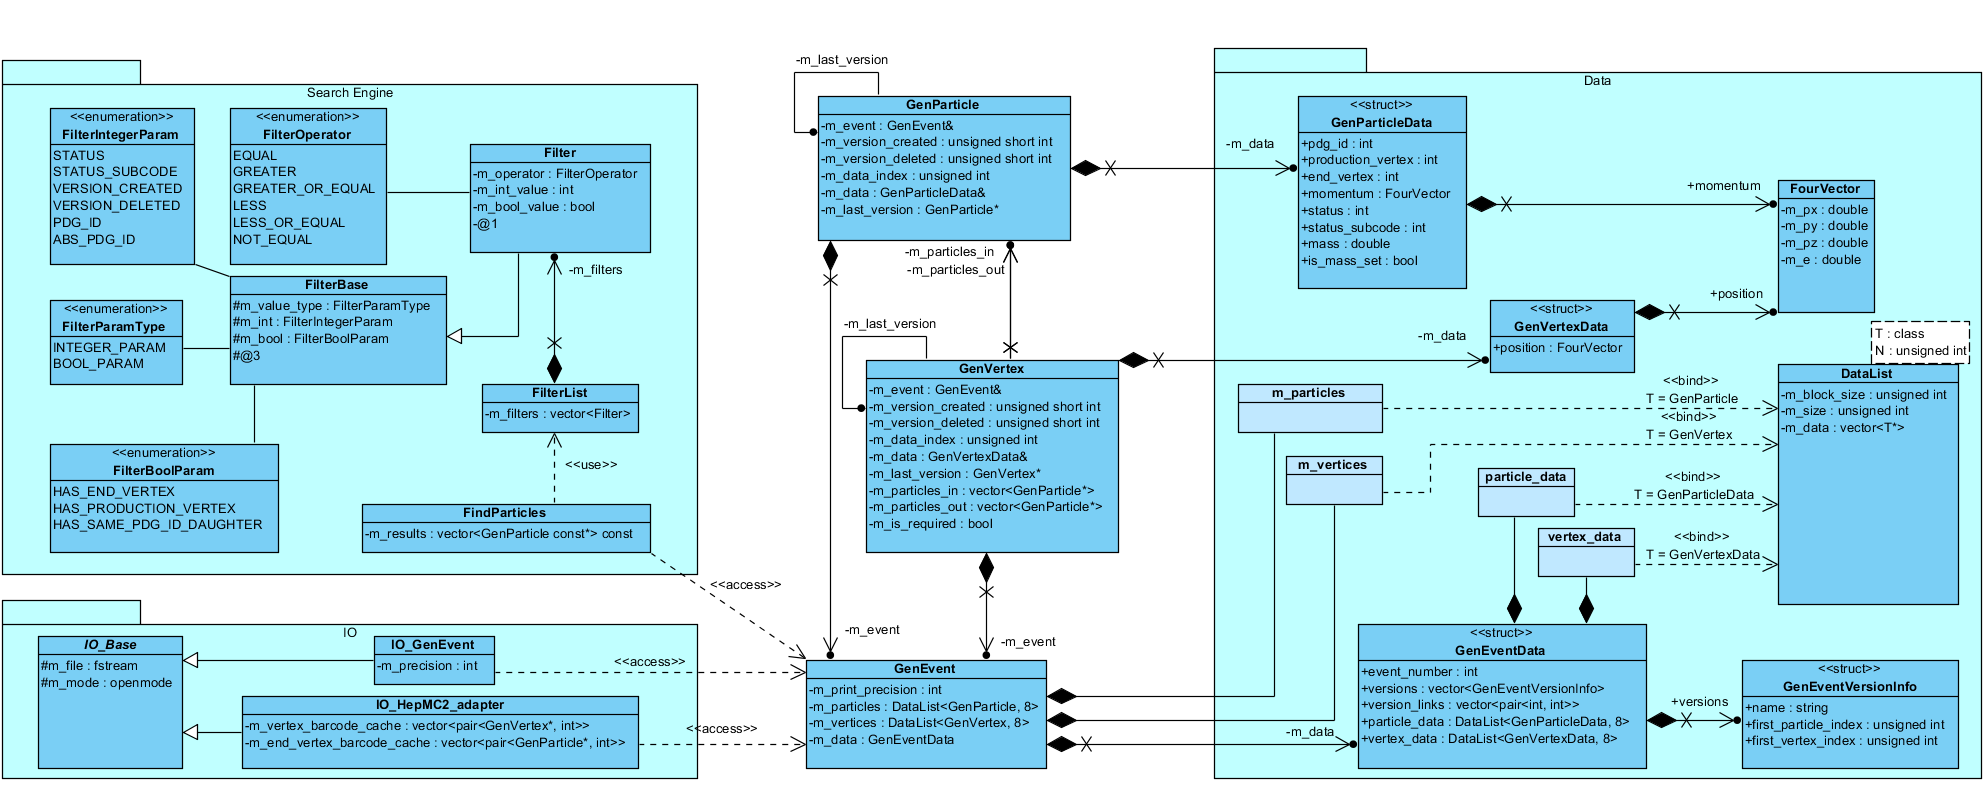 Search Engine
<<enumeration>>
FilterIntegerParam
STATUS
STATUS_SUBCODE
VERSION_CREATED
VERSION_DELETED
PDG_ID
ABS_PDG_ID
<<enumeration>>
FilterOperator
EQUAL
GREATER
GREATER_OR_EQUAL
LESS
LESS_OR_EQUAL
NOT_EQUAL
Filter
-m_operator : FilterOperator
-m_int_value : int
-m_bool_value : bool
-@1
-m_filters
<<enumeration>>
FilterParamType
INTEGER_PARAM
BOOL_PARAM
FilterBase
#m_value_type : FilterParamType
#m_int : FilterIntegerParam
#m_bool : FilterBoolParam
#@3
FilterList
-m_filters : vector<Filter>
<<use>>
<<enumeration>>
FilterBoolParam
HAS_END_VERTEX
HAS_PRODUCTION_VERTEX
HAS_SAME_PDG_ID_DAUGHTER
FindParticles
-m_results : vector<GenParticle const*> const
<<access>>
IO
IO_Base
#m_file : fstream
#m_mode : openmode
IO_GenEvent
-m_precision : int
<<access>>
IO_HepMC2_adapter
-m_vertex_barcode_cache : vector<pair<GenVertex*, int>>
-m_end_vertex_barcode_cache : vector<pair<GenParticle*, int>>
<<access>>
-m_last_version
GenParticle
-m_event : GenEvent&
-m_version_created : unsigned short int
-m_version_deleted : unsigned short int
-m_data_index : unsigned int
-m_data : GenParticleData&
-m_last_version : GenParticle*
-m_data
-m_particles_in
-m_particles_out
-m_last_version
GenVertex
-m_event : GenEvent&
-m_version_created : unsigned short int
-m_version_deleted : unsigned short int
-m_data_index : unsigned int
-m_data : GenVertexData&
-m_last_version : GenVertex*
-m_particles_in : vector<GenParticle*>
-m_particles_out : vector<GenParticle*>
-m_is_required : bool
-m_data
-m_event
-m_event
GenEvent
-m_print_precision : int
-m_particles : DataList<GenParticle, 8>
-m_vertices : DataList<GenVertex, 8>
-m_data : GenEventData
-m_data
Data
<<struct>>
GenParticleData
+pdg_id : int
+production_vertex : int
+end_vertex : int
+momentum : FourVector
+status : int
+status_subcode : int
+mass : double
+is_mass_set : bool
+momentum
FourVector
-m_px : double
-m_py : double
-m_pz : double
-m_e : double
<<struct>>
GenVertexData
+position : FourVector
+position
T : class
N : unsigned int
DataList
-m_block_size : unsigned int
-m_size : unsigned int
-m_data : vector<T*>
m_particles
<<bind>>
T = GenParticle
m_vertices
<<bind>>
T = GenVertex
particle_data
<<bind>>
T = GenParticleData
vertex_data
<<bind>>
T = GenVertexData
<<struct>>
GenEventData
+event_number : int
+versions : vector<GenEventVersionInfo>
+version_links : vector<pair<int, int>>
+particle_data : DataList<GenParticleData, 8>
+vertex_data : DataList<GenVertexData, 8>
+versions
<<struct>>
GenEventVersionInfo
+name : string
+first_particle_index : unsigned int
+first_vertex_index : unsigned int